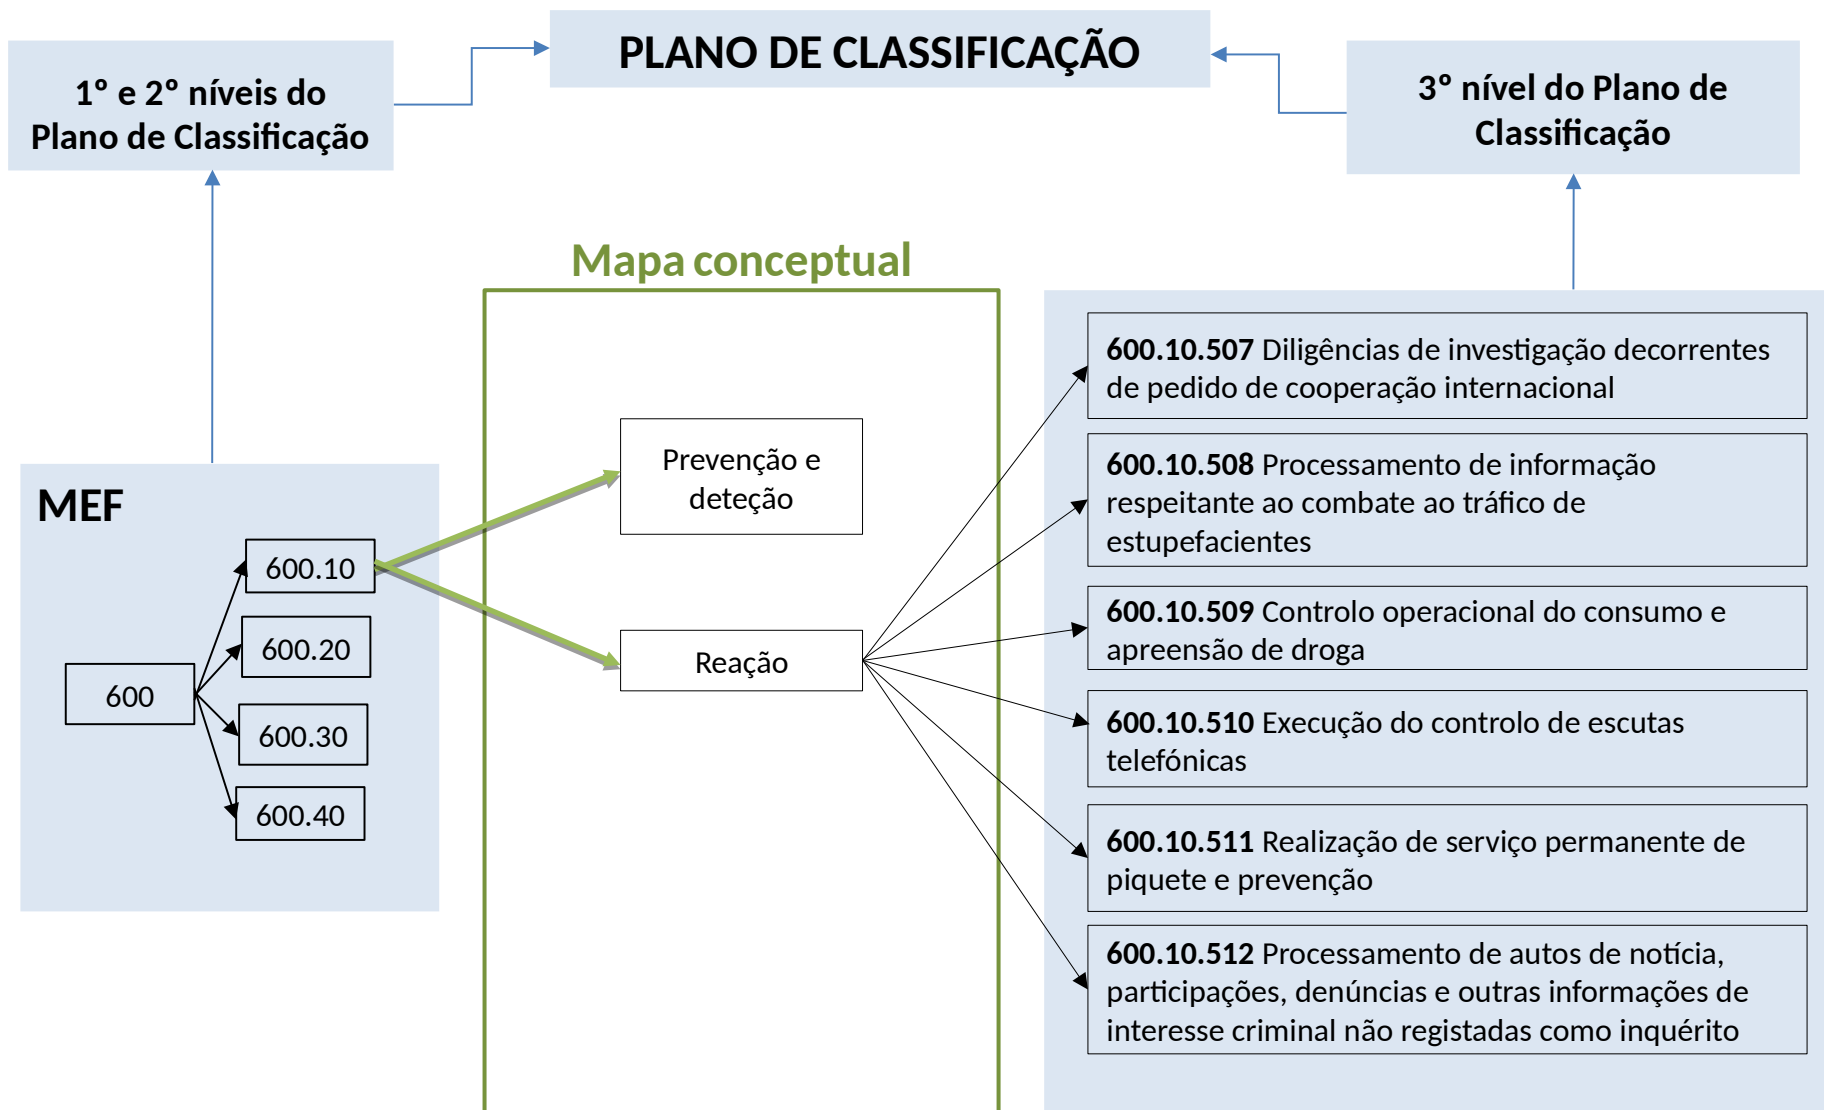 PLANO DE CLASSIFICAÇÃO
1º e 2º níveis do
Plano de Classificação
3º nível do Plano de
Classificação
Mapa conceptual
MEF
600
600.10
600.20
600.30
600.40
Prevenção e
deteção
Reação
600.10.507 Diligências de investigação decorrentes
de pedido de cooperação internacional
600.10.508 Processamento de informação
respeitante ao combate ao tráfico de
estupefacientes
600.10.509 Controlo operacional do consumo e
apreensão de droga
600.10.510 Execução do controlo de escutas
telefónicas
600.10.511 Realização de serviço permanente de
piquete e prevenção
600.10.512 Processamento de autos de notícia,
participações, denúncias e outras informações de
interesse criminal não registadas como inquérito